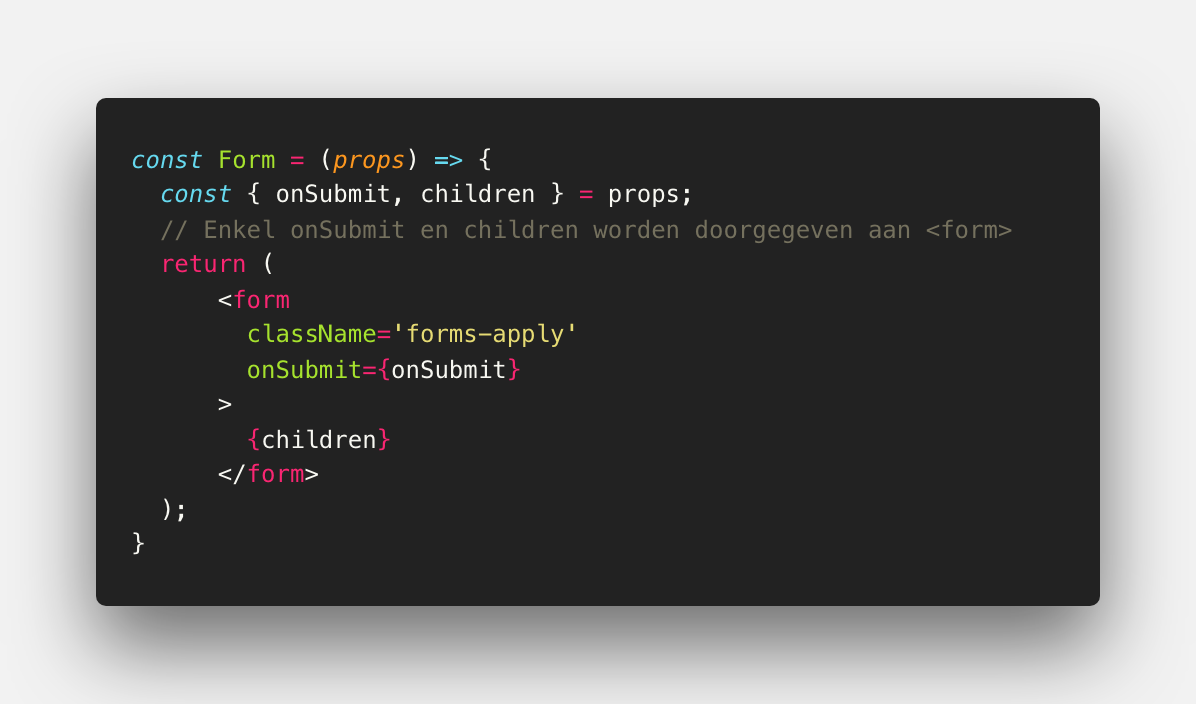 const Form = (props) => {
  const { onSubmit, children } = props;
  // Enkel onSubmit en children worden doorgegeven aan <form>
  return (
      <form
        className='forms-apply'
        onSubmit={onSubmit}
      >
        {children}
      </form>
  );
}